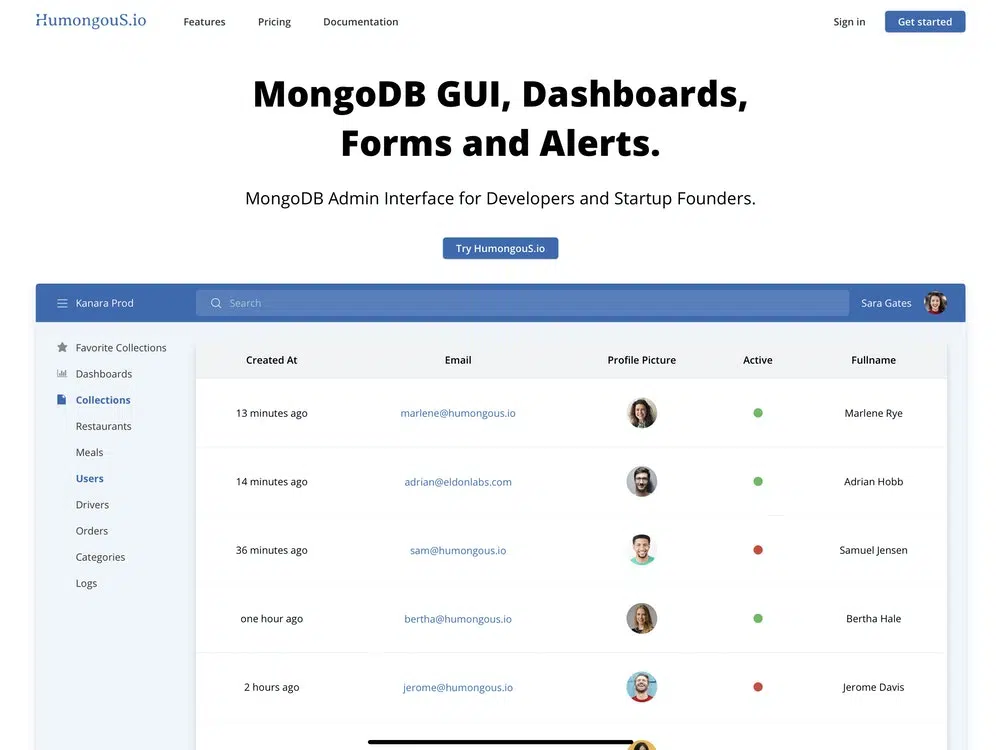 HumongouS.io Features Pricing Documentation Sign in Get started
MongoDB GUI, Dashboards,
Forms and Alerts.
MongoDB Admin Interface for Developers and Startup Founders.
Try HumongouS.io
Kanara Prod Search Sara Gates
Favorite Collections
Dashboards
Collections
Restaurants
Meals
Users
Drivers
Orders
Categories
Logs
Created At Email Profile Picture Active Fullname
13 minutes ago marlene@humongous.io Marlene Rye
14 minutes ago adrian@eldonlabs.com Adrian Hobb
36 minutes ago sam@humongous.io Samuel Jensen
one hour ago bertha@humongous.io Bertha Hale
2 hours ago jerome@humongous.io Jerome Davis